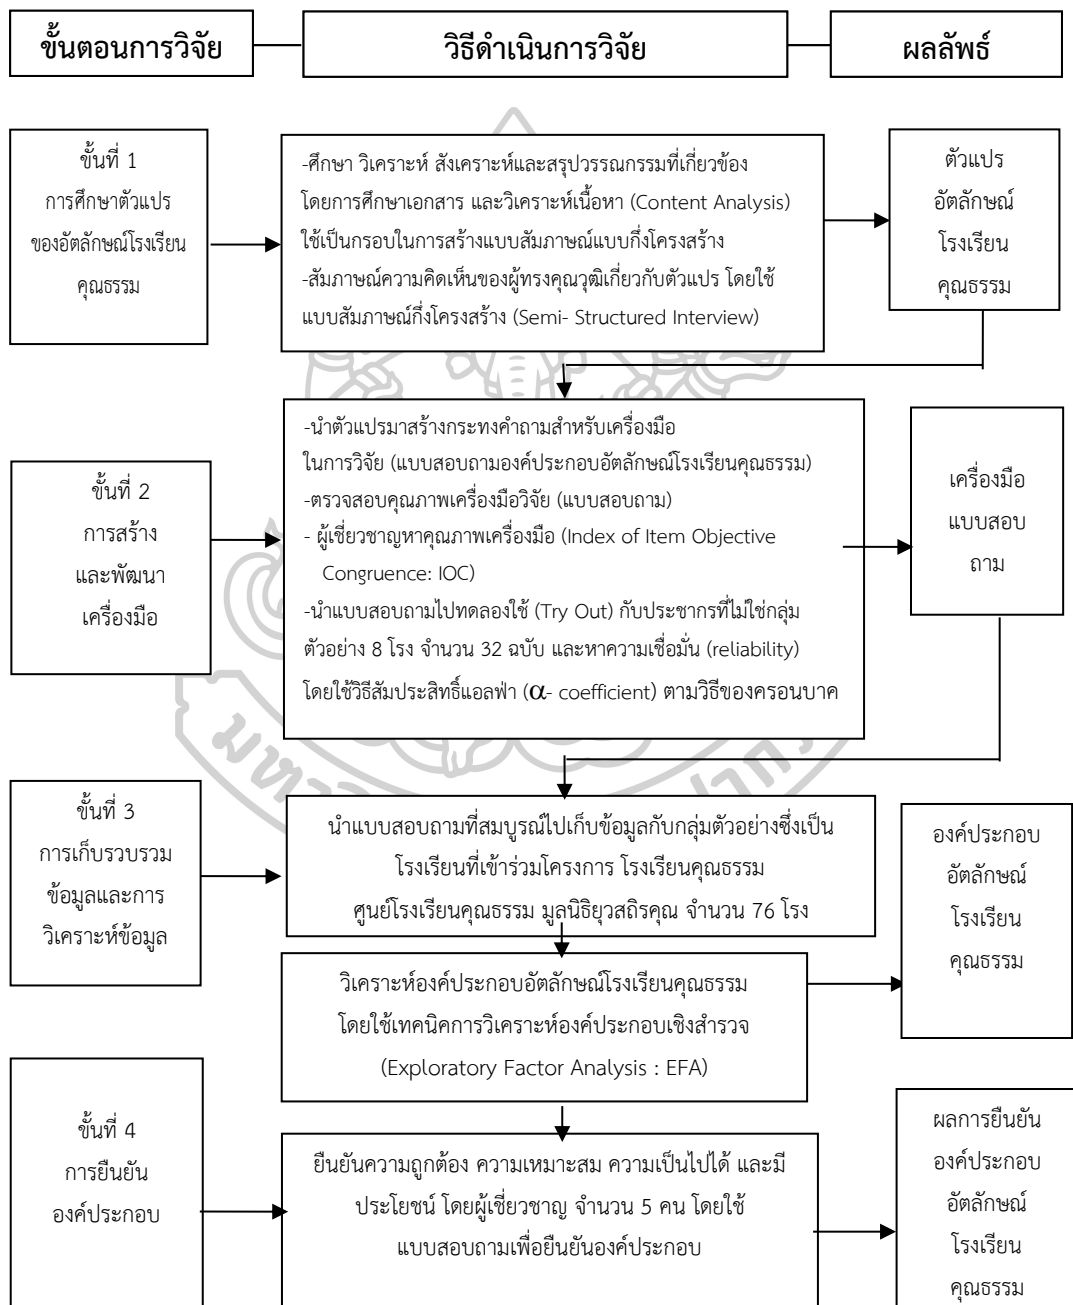 ขั้นตอนการวิจัย
วิธีดำเนินการวิจัย
ผลลัพธ์
ขั้นที่ 1
การศึกษาตัวแปร
ของอัตลักษณ์โรงเรียน
คุณธรรม
-ศึกษา วิเคราะห์ สังเคราะห์และสรุปวรรณกรรมที่เกี่ยวข้อง
โดยการศึกษาเอกสาร และวิเคราะห์เนื้อหา (Content Analysis)
ใช้เป็นกรอบในการสร้างแบบสัมภาษณ์แบบกึ่งโครงสร้าง
-สัมภาษณ์ความคิดเห็นของผู้ทรงคุณวุฒิเกี่ยวกับตัวแปร โดยใช้
แบบสัมภาษณ์กึ่งโครงสร้าง (Semi- Structured Interview)
ตัวแปร
อัตลักษณ์
โรงเรียน
คุณธรรม
ขั้นที่ 2
การสร้าง
และพัฒนา
เครื่องมือ
-นำตัวแปรมาสร้างกระทงคำถามสำหรับเครื่องมือ
ในการวิจัย (แบบสอบถามองค์ประกอบอัตลักษณ์โรงเรียนคุณธรรม)
-ตรวจสอบคุณภาพเครื่องมือวิจัย (แบบสอบถาม)
- ผู้เชี่ยวชาญหาคุณภาพเครื่องมือ (Index of Item Objective
Congruence: IOC)
-นำแบบสอบถามไปทดลองใช้ (Try Out) กับประชากรที่ไม่ใช่กลุ่ม
ตัวอย่าง 8 โรง จำนวน 32 ฉบับ และหาความเชื่อมั่น (reliability)
โดยใช้วิธีสัมประสิทธิ์แอลฟ่า (α- coefficient) ตามวิธีของครอนบาค
เครื่องมือ
แบบสอบ
ถาม
ขั้นที่ 3
การเก็บรวบรวม
ข้อมูลและการ
วิเคราะห์ข้อมูล
นำแบบสอบถามที่สมบูรณ์ไปเก็บข้อมูลกับกลุ่มตัวอย่างซึ่งเป็น
โรงเรียนที่เข้าร่วมโครงการ โรงเรียนคุณธรรม
ศูนย์โรงเรียนคุณธรรม มูลนิธิยุวสถิรคุณ จำนวน 76 โรง
วิเคราะห์องค์ประกอบอัตลักษณ์โรงเรียนคุณธรรม
โดยใช้เทคนิคการวิเคราะห์องค์ประกอบเชิงสำรวจ
(Exploratory Factor Analysis : EFA)
องค์ประกอบ
อัตลักษณ์
โรงเรียน
คุณธรรม
ขั้นที่ 4
การยืนยัน
องค์ประกอบ
ยืนยันความถูกต้อง ความเหมาะสม ความเป็นไปได้ และมี
ประโยชน์ โดยผู้เชี่ยวชาญ จำนวน 5 คน โดยใช้
แบบสอบถามเพื่อยืนยันองค์ประกอบ
ผลการยืนยัน
องค์ประกอบ
อัตลักษณ์
โรงเรียน
คุณธรรม